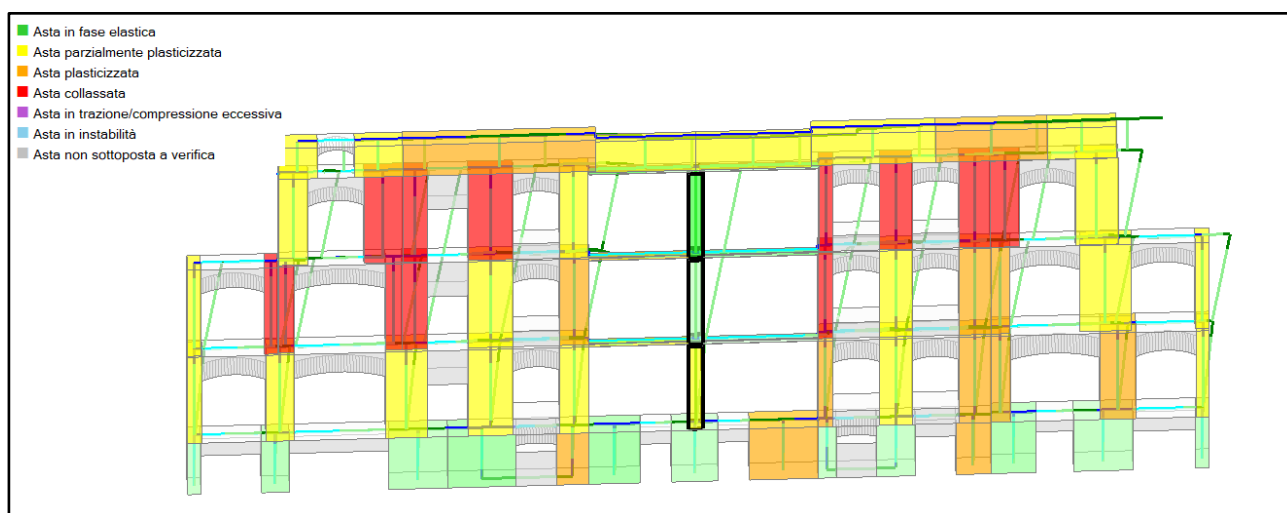 Asta in fase elastica
Asta parzialmente plasticizzata
Asta plasticizzata
Asta collassata
Asta in trazione/compressione eccessiva
Asta in instabilità
Asta non sottoposta a verifica